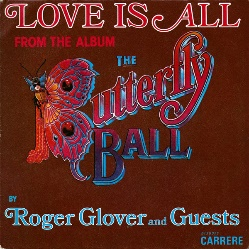 LOVE IS ALL
FROM THE ALBUM
THE
Butterfly
BALL
BY
Roger Glover and Guests
CARRERE